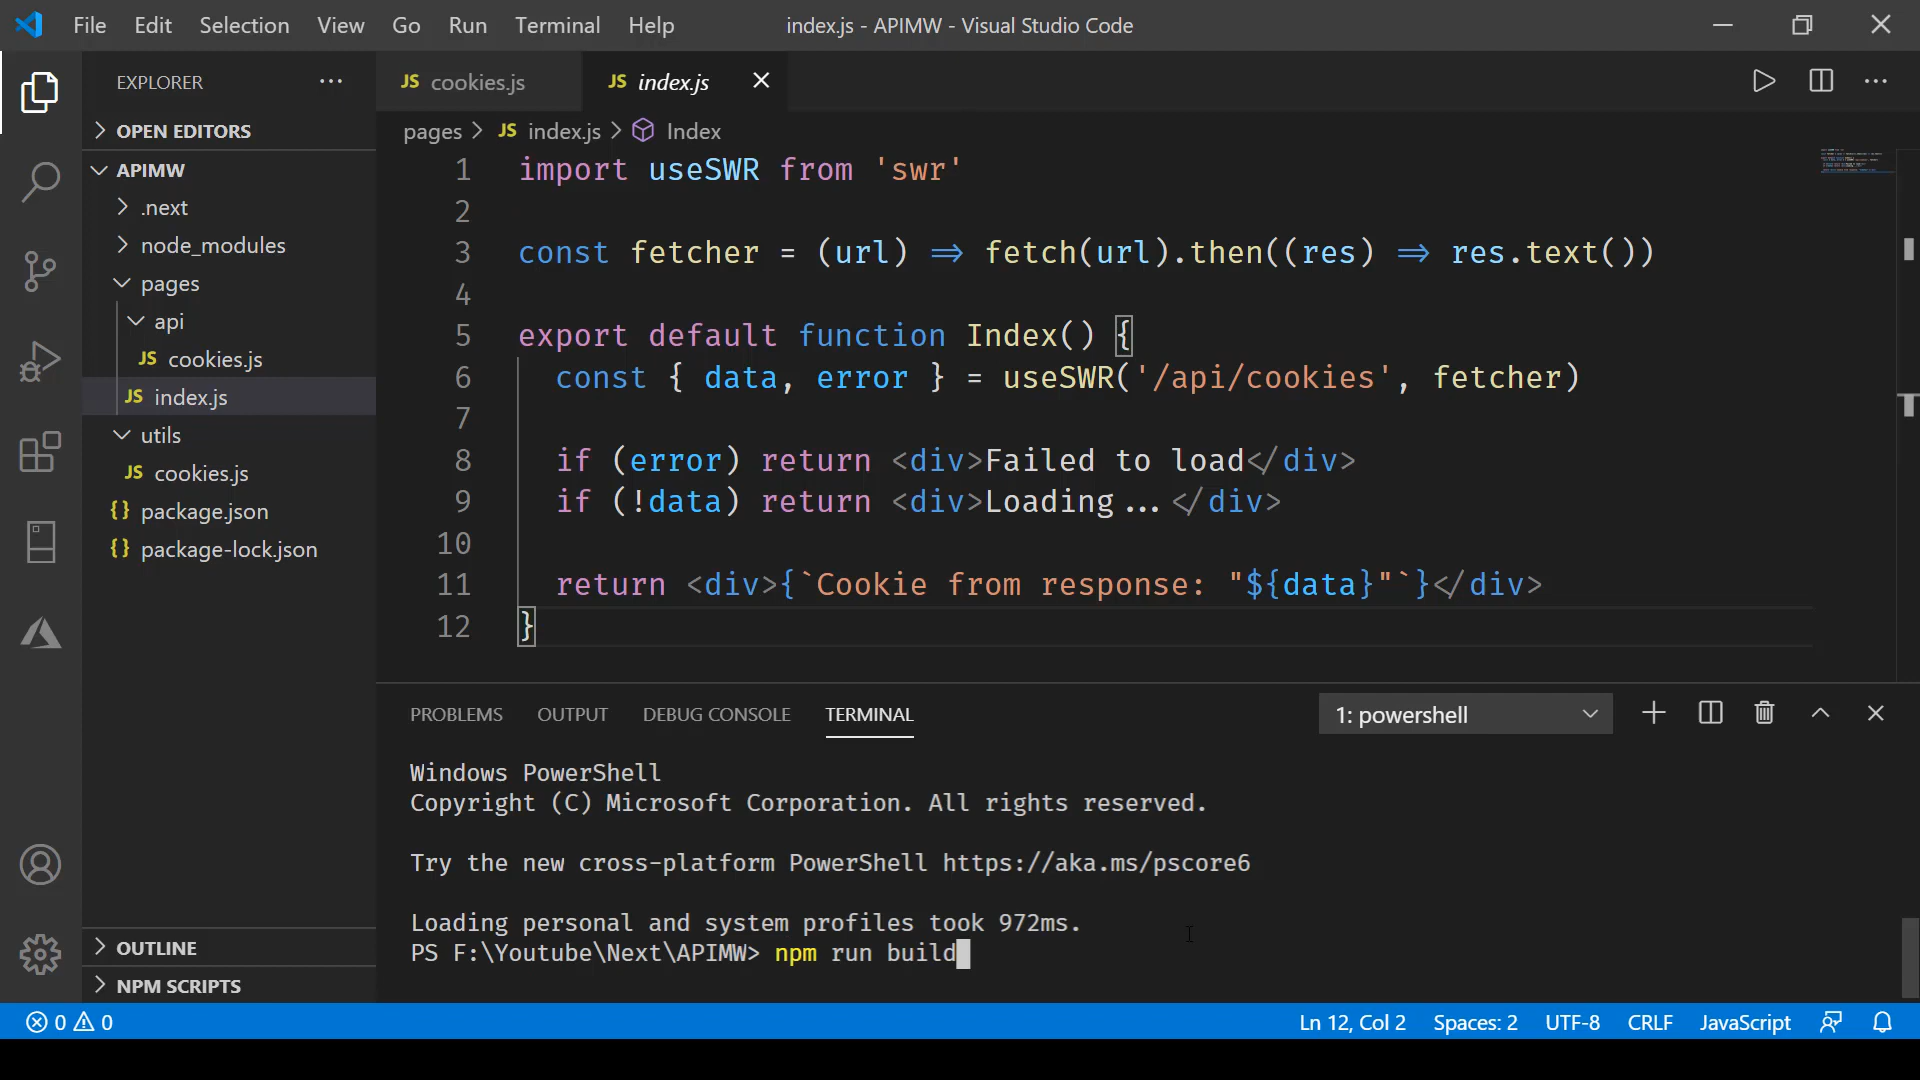 File Edit Selection View Go Run Terminal Help index.js - APIMW - Visual Studio Code
EXPLORER
OPEN EDITORS
APIMW
.next
node_modules
pages
api
JS cookies.js
JS index.js
utils
JS cookies.js
{} package.json
{} package-lock.json
OUTLINE
NPM SCRIPTS
JS cookies.js JS index.js
pages > JS index.js > Index
1 import useSWR from 'swr'
2
3 const fetcher = (url) => fetch(url).then((res) => res.text())
4
5 export default function Index() {
6 const { data, error } = useSWR('/api/cookies', fetcher)
7
8 if (error) return <div>Failed to load</div>
9 if (!data) return <div>Loading...</div>
10
11 return <div>{`Cookie from response: "${data}"`}</div>
12 }
PROBLEMS OUTPUT DEBUG CONSOLE TERMINAL 1: powershell
Windows PowerShell
Copyright (C) Microsoft Corporation. All rights reserved.
Try the new cross-platform PowerShell https://aka.ms/pscore6
Loading personal and system profiles took 972ms.
PS F:\Youtube\Next\APIMW> npm run build
0 0 Ln 12, Col 2 Spaces: 2 UTF-8 CRLF JavaScript